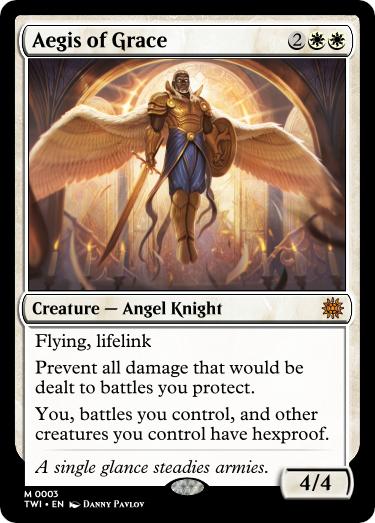 Aegis of Grace 2
Creature — Angel Knight
Flying, lifelink
Prevent all damage that would be
dealt to battles you protect.
You, battles you control, and other
creatures you control have hexproof.
A single glance steadies armies.
4/4
M 0003
TWI • EN Danny Pavlov